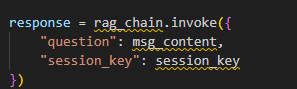 response = rag_chain.invoke({
    "question": msg_content,
    "session_key": session_key
})